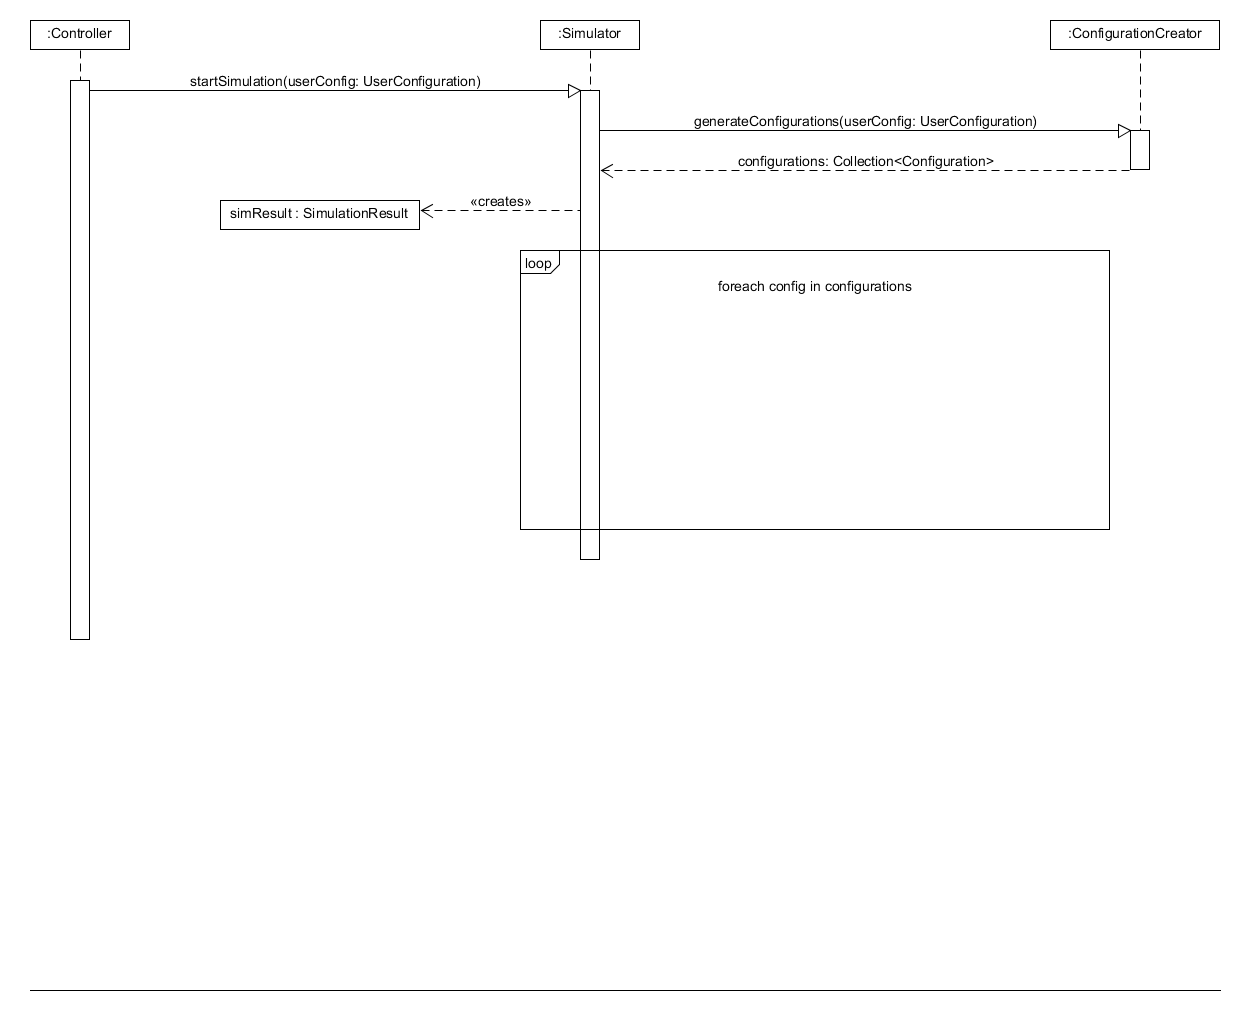 :Controller
:Simulator
:ConfigurationCreator
startSimulation(userConfig: UserConfiguration)
generateConfigurations(userConfig: UserConfiguration)
configurations: Collection<Configuration>
«creates»
simResult : SimulationResult
loop
foreach config in configurations